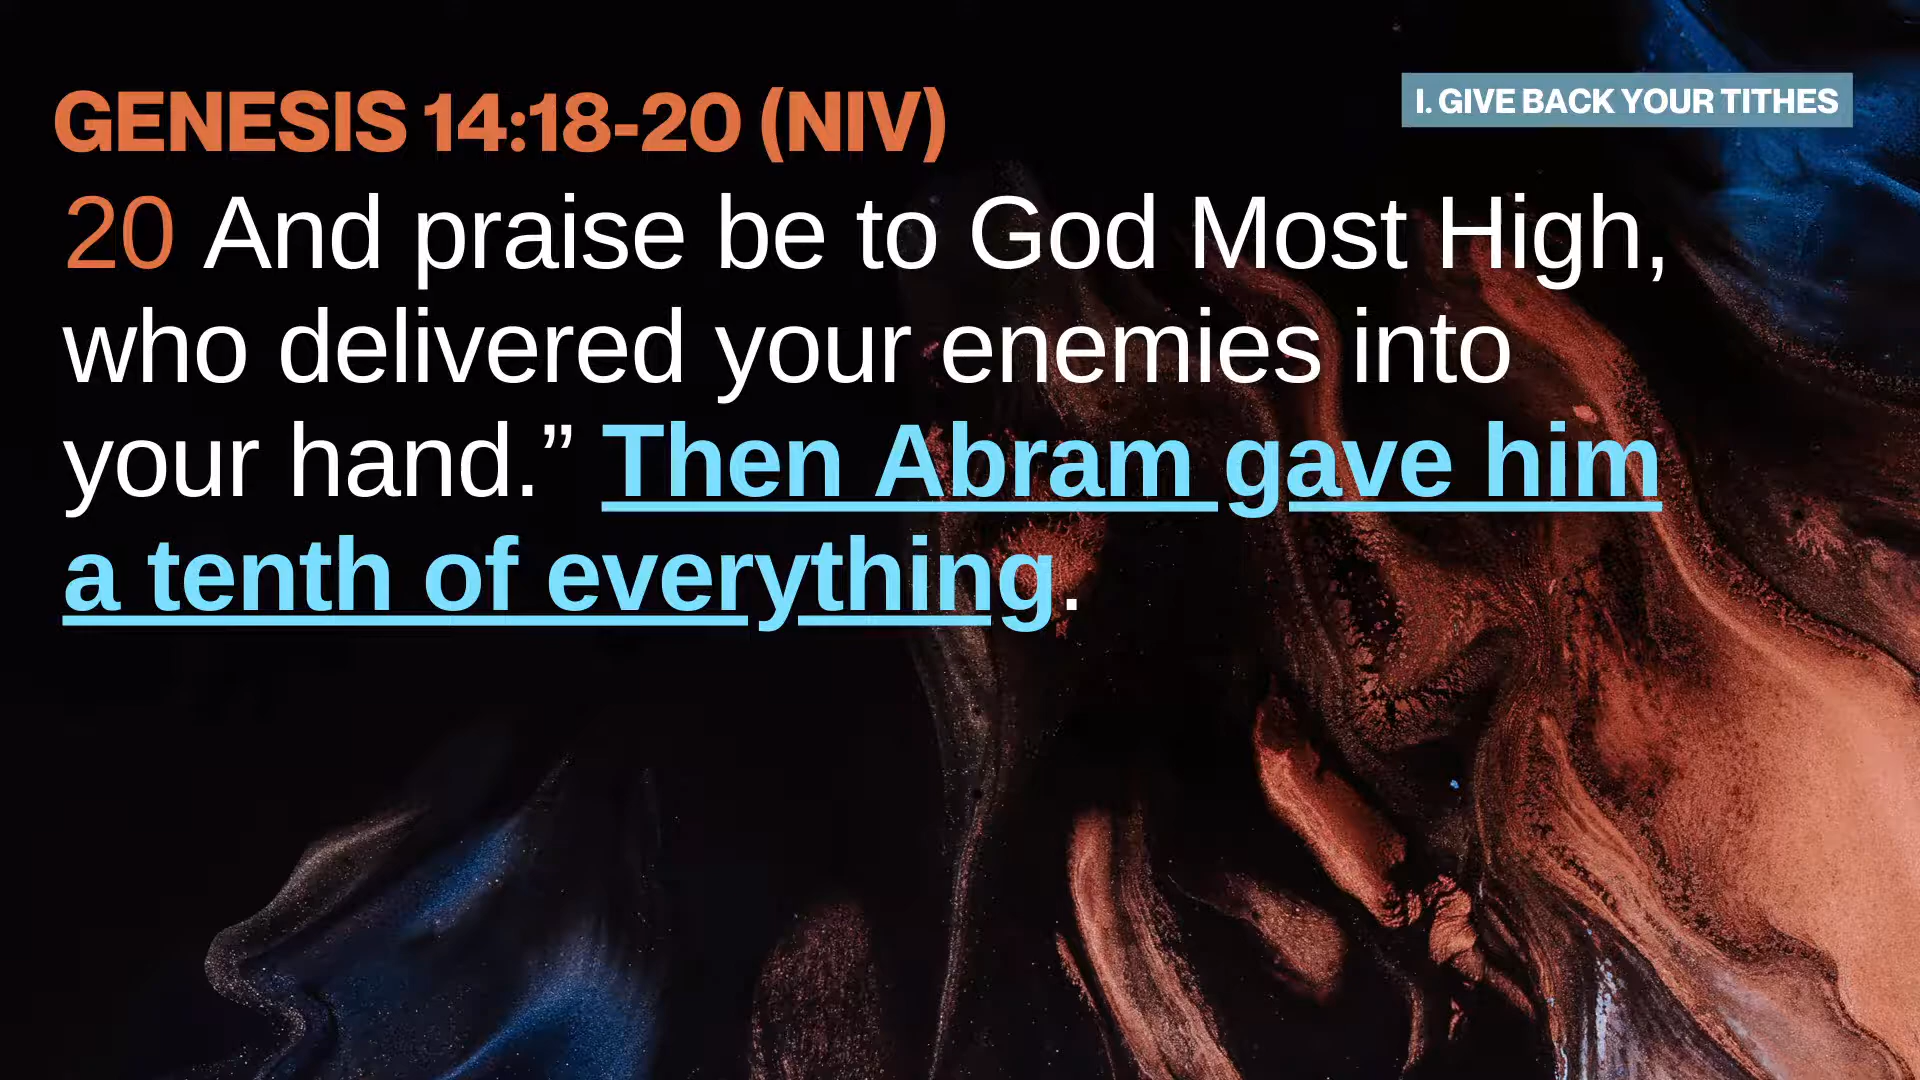 GENESIS 14:18-20 (NIV)
I. GIVE BACK YOUR TITHES
20 And praise be to God Most High,
who delivered your enemies into
your hand.” Then Abram gave him
a tenth of everything.